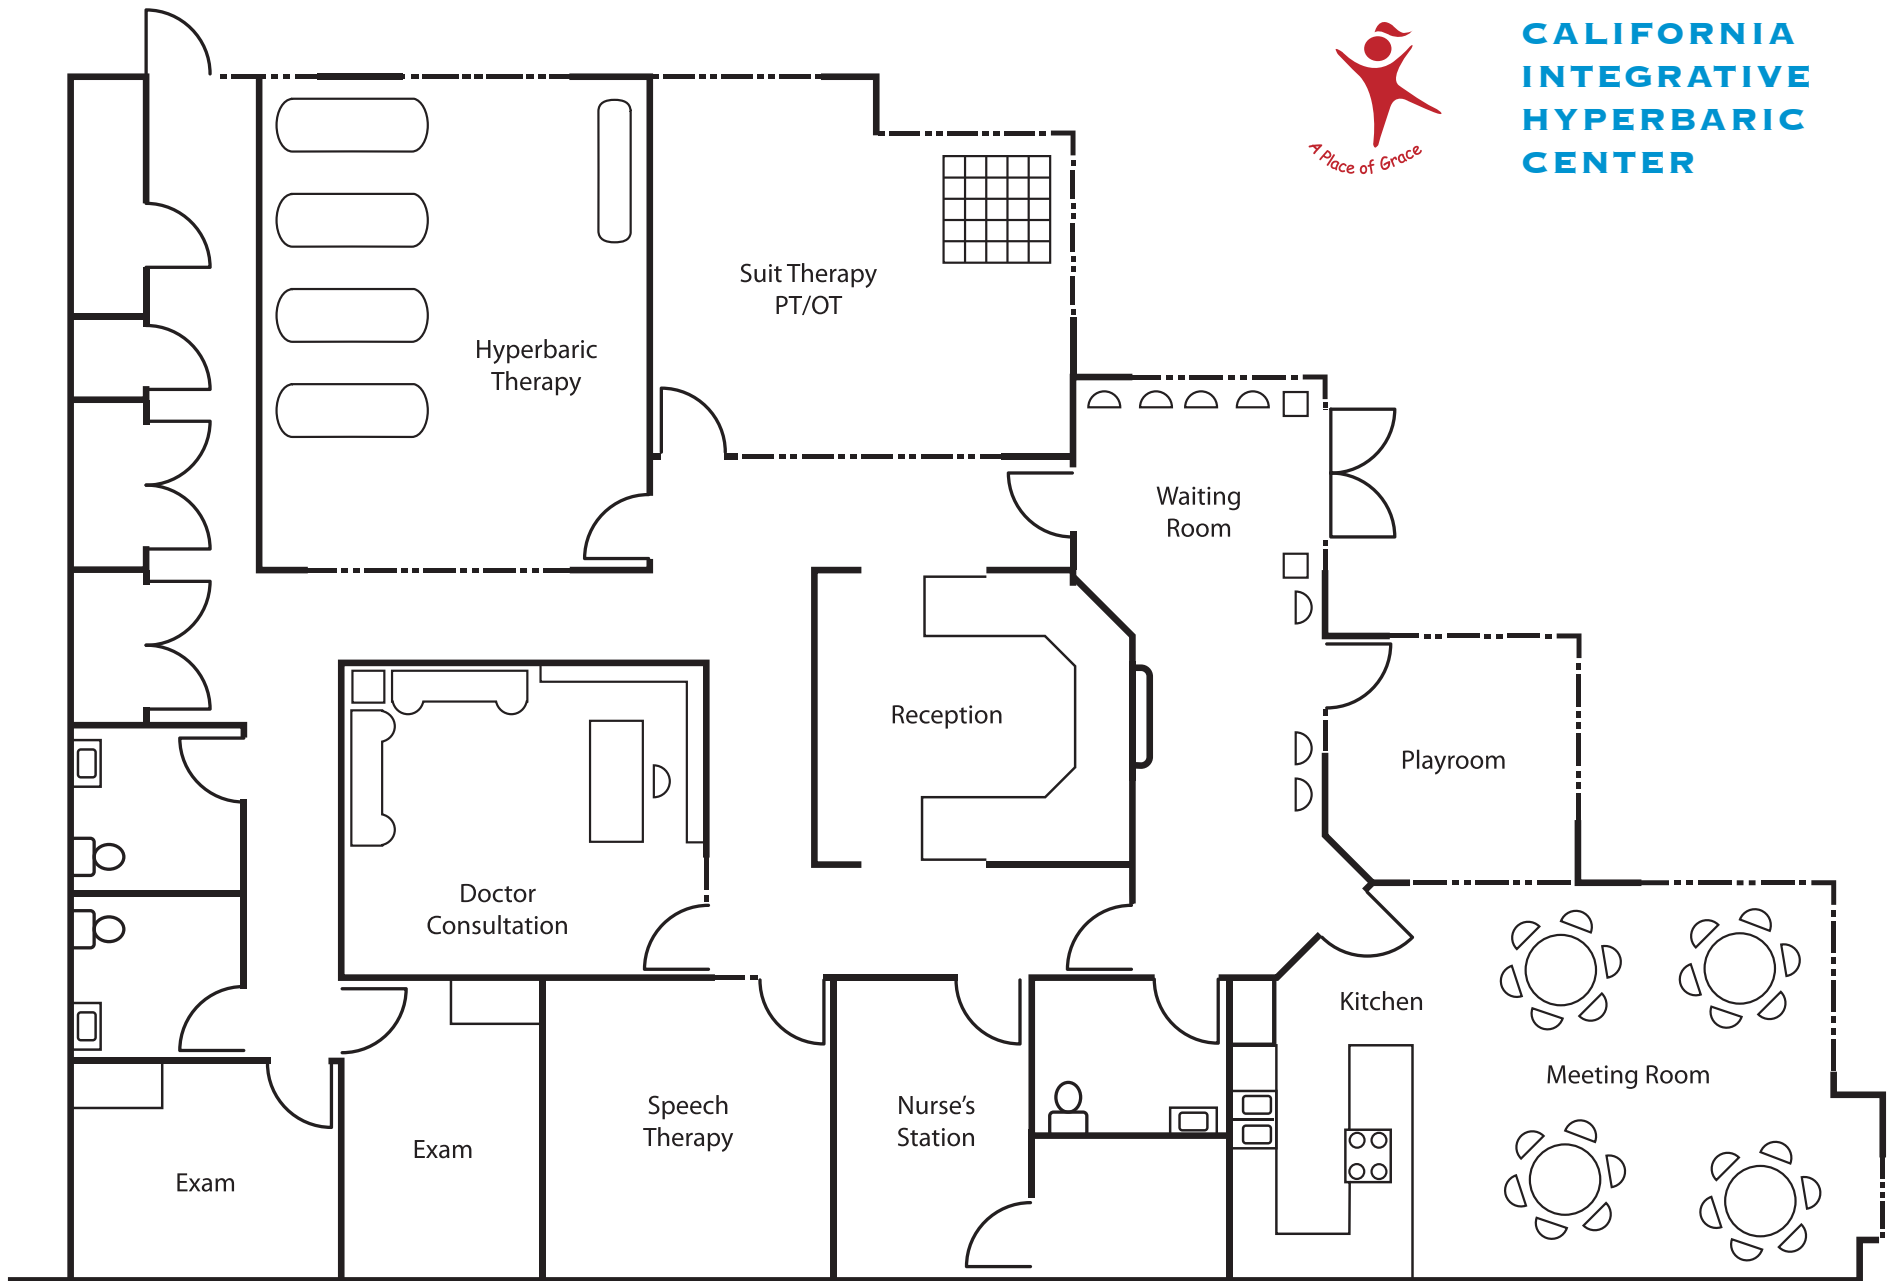 CALIFORNIA
INTEGRATIVE
HYPERBARIC
CENTER
A Place of Grace
Suit Therapy
PT/OT
Hyperbaric
Therapy
Waiting
Room
Reception
Playroom
Doctor
Consultation
Kitchen
Meeting Room
Speech
Therapy
Nurse’s
Station
Exam
Exam